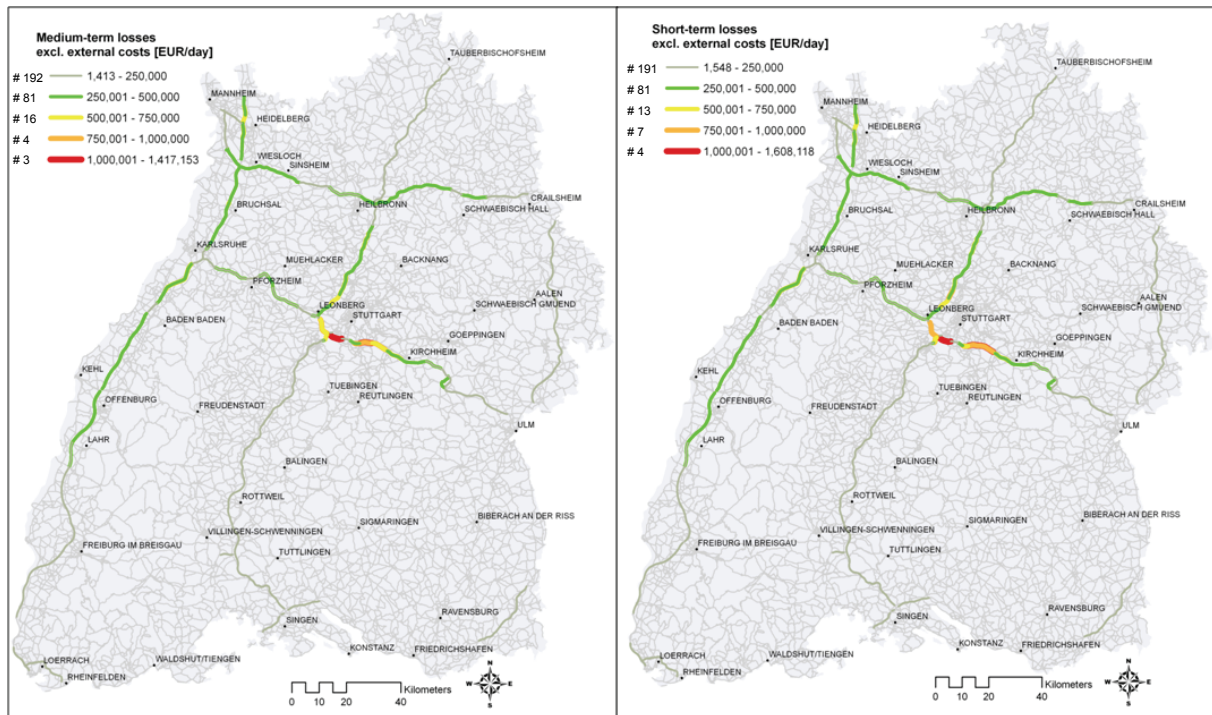 Medium-term losses
excl. external costs [EUR/day]
# 192 1,413 - 250,000
# 81 250,001 - 500,000
# 16 500,001 - 750,000
# 4 750,001 - 1,000,000
# 3 1,000,001 - 1,417,153
TAUBERBISCHOFSHEIM
MANNHEIM
HEIDELBERG
WIESLOCH
SINSHEIM
CRAILSHEIM
BRUCHSAL
HEILBRONN
SCHWAEBISCH HALL
KARLSRUHE
MUEHLACKER
BACKNANG
PFORZHEIM
AALEN
LEONBERG
SCHWAEBISCH GMUEND
STUTTGART
BADEN BADEN
GOEPPINGEN
KIRCHHEIM
KEHL
TUEBINGEN
REUTLINGEN
OFFENBURG
FREUDENSTADT
ULM
LAHR
BALINGEN
ROTTWEIL
SIGMARINGEN
BIBERACH AN DER RISS
VILLINGEN-SCHWENNINGEN
FREIBURG IM BREISGAU
TUTTLINGEN
RAVENSBURG
SINGEN
KONSTANZ
FRIEDRICHSHAFEN
LOERRACH
WALDSHUT/TIENGEN
RHEINFELDEN
N
W E
S
Kilometers
0 10 20 40
Short-term losses
excl. external costs [EUR/day]
# 191 1,548 - 250,000
# 81 250,001 - 500,000
# 13 500,001 - 750,000
# 7 750,001 - 1,000,000
# 4 1,000,001 - 1,608,118
TAUBERBISCHOFSHEIM
MANNHEIM
HEIDELBERG
WIESLOCH
SINSHEIM
CRAILSHEIM
BRUCHSAL
HEILBRONN
SCHWAEBISCH HALL
KARLSRUHE
MUEHLACKER
BACKNANG
PFORZHEIM
AALEN
LEONBERG
SCHWAEBISCH GMUEND
STUTTGART
BADEN BADEN
GOEPPINGEN
KIRCHHEIM
KEHL
TUEBINGEN
REUTLINGEN
OFFENBURG
FREUDENSTADT
ULM
LAHR
BALINGEN
ROTTWEIL
SIGMARINGEN
BIBERACH AN DER RISS
VILLINGEN-SCHWENNINGEN
FREIBURG IM BREISGAU
TUTTLINGEN
RAVENSBURG
SINGEN
KONSTANZ
FRIEDRICHSHAFEN
LOERRACH
WALDSHUT/TIENGEN
RHEINFELDEN
N
W E
S
Kilometers
0 10 20 40